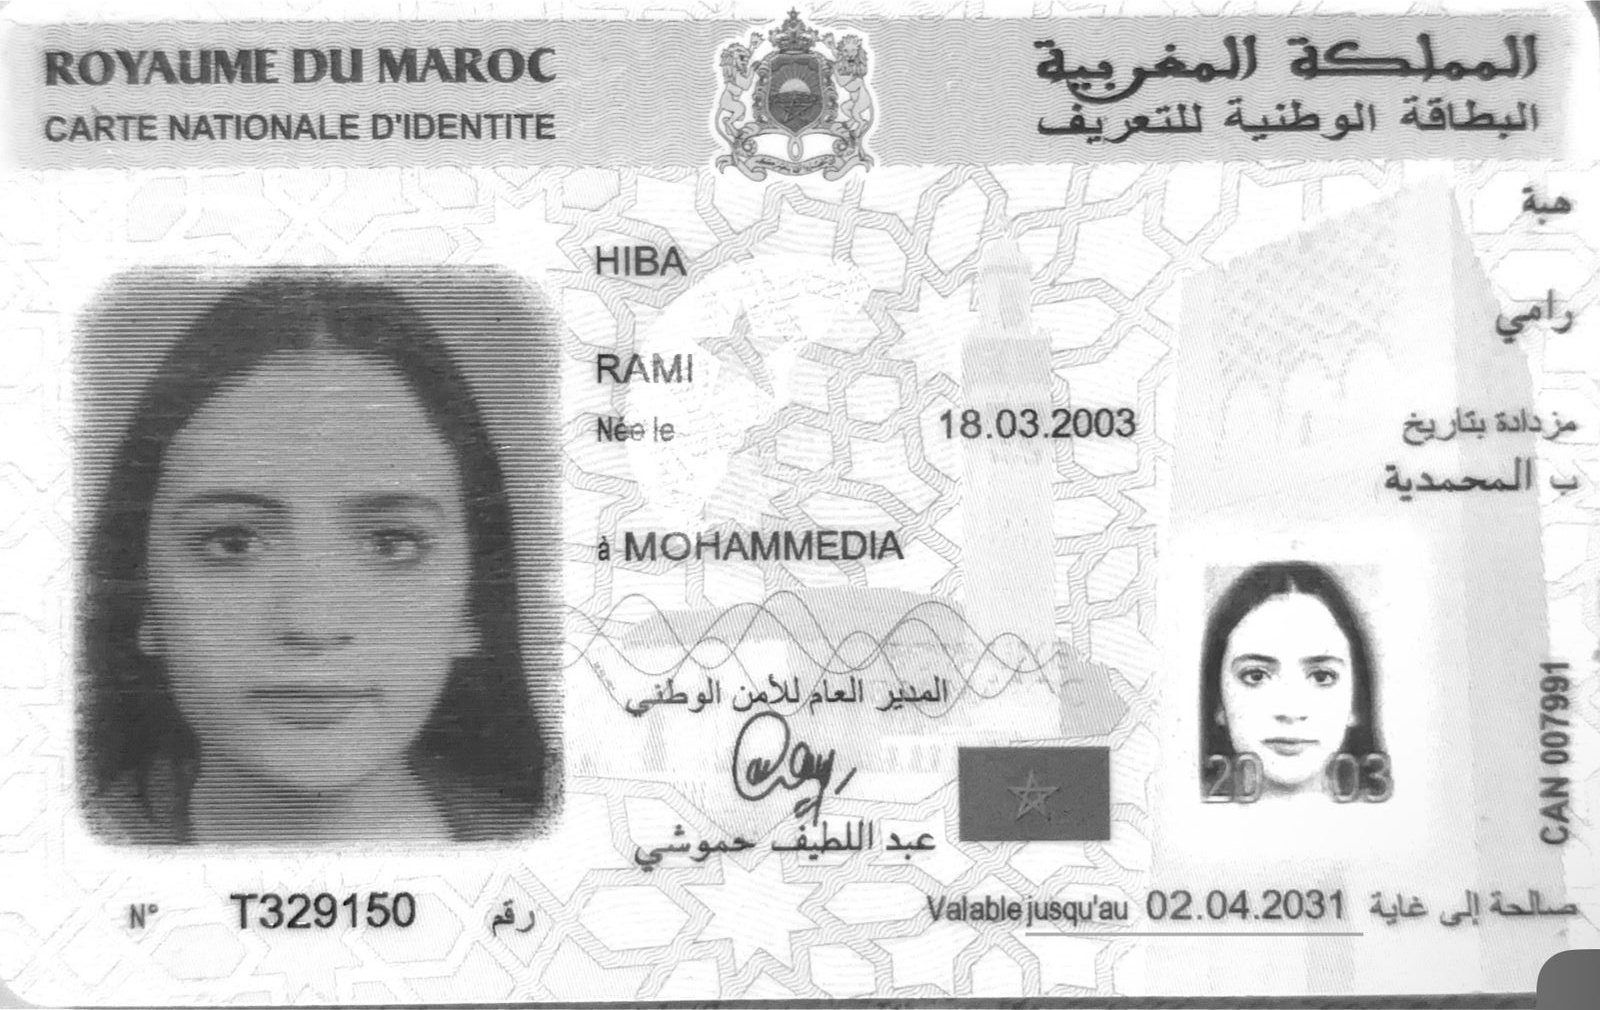 ROYAUME DU MAROC
المملكة المغربية
CARTE NATIONALE D'IDENTITE
البطاقة الوطنية للتعريف
هبة
HIBA
رامي
RAMI
Née le 18.03.2003 مزدادة بتاريخ
ب المحمدية
à MOHAMMEDIA
المدير العام للأمن الوطني
عبد اللطيف حموشي
20 03
CAN 007991
N° T329150 رقم
Valable jusqu'au 02.04.2031 صالحة إلى غاية